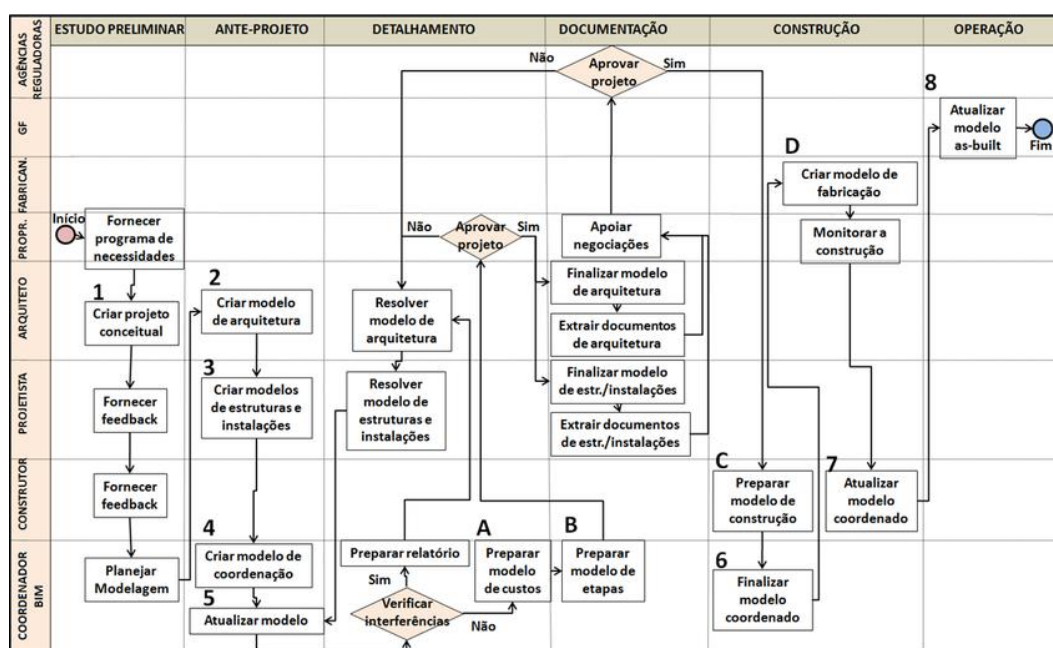 ESTUDO PRELIMINAR
ANTE-PROJETO
DETALHAMENTO
DOCUMENTAÇÃO
CONSTRUÇÃO
OPERAÇÃO
AGÊNCIAS
REGULADORAS
Não
Aprovar
projeto
Sim
GF
8
Atualizar
modelo
as-built
Fim
FABRICAN.
D
Criar modelo de
fabricação
PROPR.
Início
Fornecer
programa de
necessidades
Não
Aprovar
projeto
Sim
Apoiar
negociações
Monitorar a
construção
ARQUITETO
1
Criar projeto
conceitual
2
Criar modelo
de arquitetura
Resolver
modelo de
arquitetura
Finalizar modelo
de arquitetura
Extrair documentos
de arquitetura
PROJETISTA
Fornecer
feedback
3
Criar modelos
de estruturas e
instalações
Resolver
modelo de
estruturas e
instalações
Finalizar modelo
de estr./instalações
Extrair documentos
de estr./instalações
CONSTRUTOR
Fornecer
feedback
C
Preparar
modelo de
construção
7
Atualizar
modelo
coordenado
COORDENADOR
BIM
Planejar
Modelagem
4
Criar modelo de
coordenação
5
Atualizar modelo
Preparar relatório
Sim
Verificar
interferências
Não
A
Preparar
modelo
de custos
B
Preparar
modelo de
etapas
6
Finalizar
modelo
coordenado